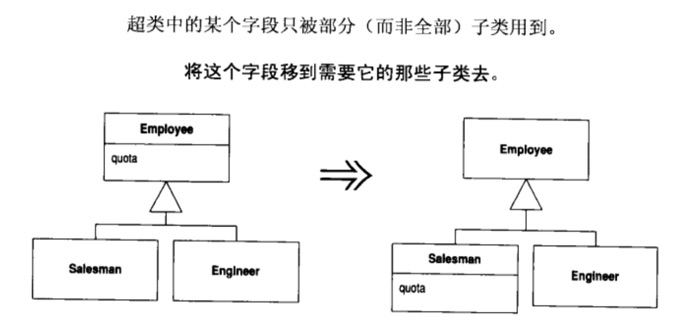 超类中的某个字段只被部分（而非全部）子类用到。
将这个字段移到需要它的那些子类去。
Employee
quota
Salesman
Engineer
Employee
Salesman
quota
Engineer